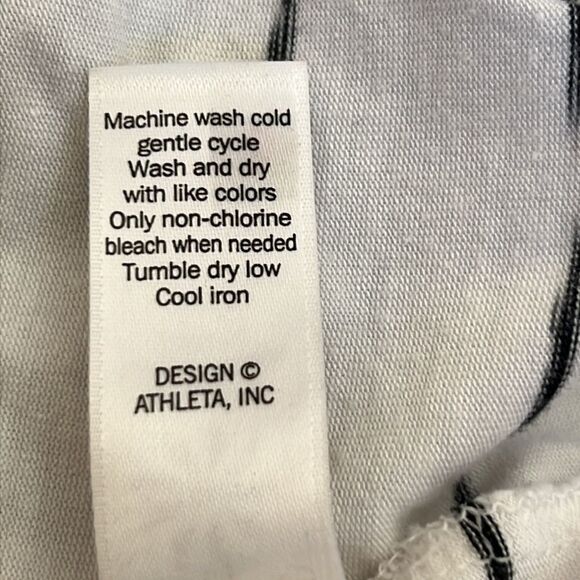 Machine wash cold
gentle cycle
Wash and dry
with like colors
Only non-chlorine
bleach when needed
Tumble dry low
Cool iron
DESIGN ©
ATHLETA, INC